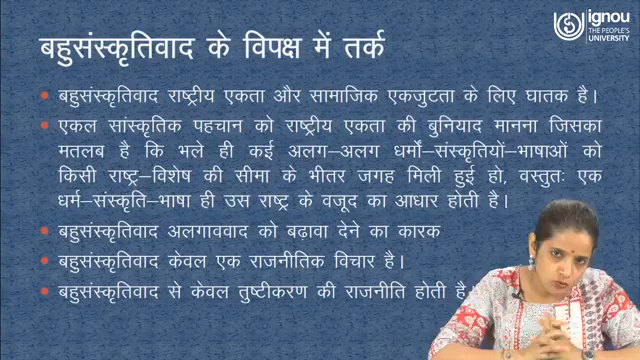 ignou
THE PEOPLE'S
UNIVERSITY
बहुसंस्कृतिवाद के विपक्ष में तर्क
बहुसंस्कृतिवाद राष्ट्रीय एकता और सामाजिक एकजुटता के लिए घातक है।
एकल सांस्कृतिक पहचान को राष्ट्रीय एकता की बुनियाद मानना जिसका
मतलब है कि भले ही कई अलग–अलग धर्मों–संस्कृतियों–भाषाओं को
किसी राष्ट्र–विशेष की सीमा के भीतर जगह मिली हुई हो, वस्तुतः एक
धर्म–संस्कृति–भाषा ही उस राष्ट्र के वजूद का आधार होती है।
बहुसंस्कृतिवाद अलगाववाद को बढ़ावा देने का कारक
बहुसंस्कृतिवाद केवल एक राजनीतिक विचार है।
बहुसंस्कृतिवाद से केवल तुष्टीकरण की राजनीति होती है।